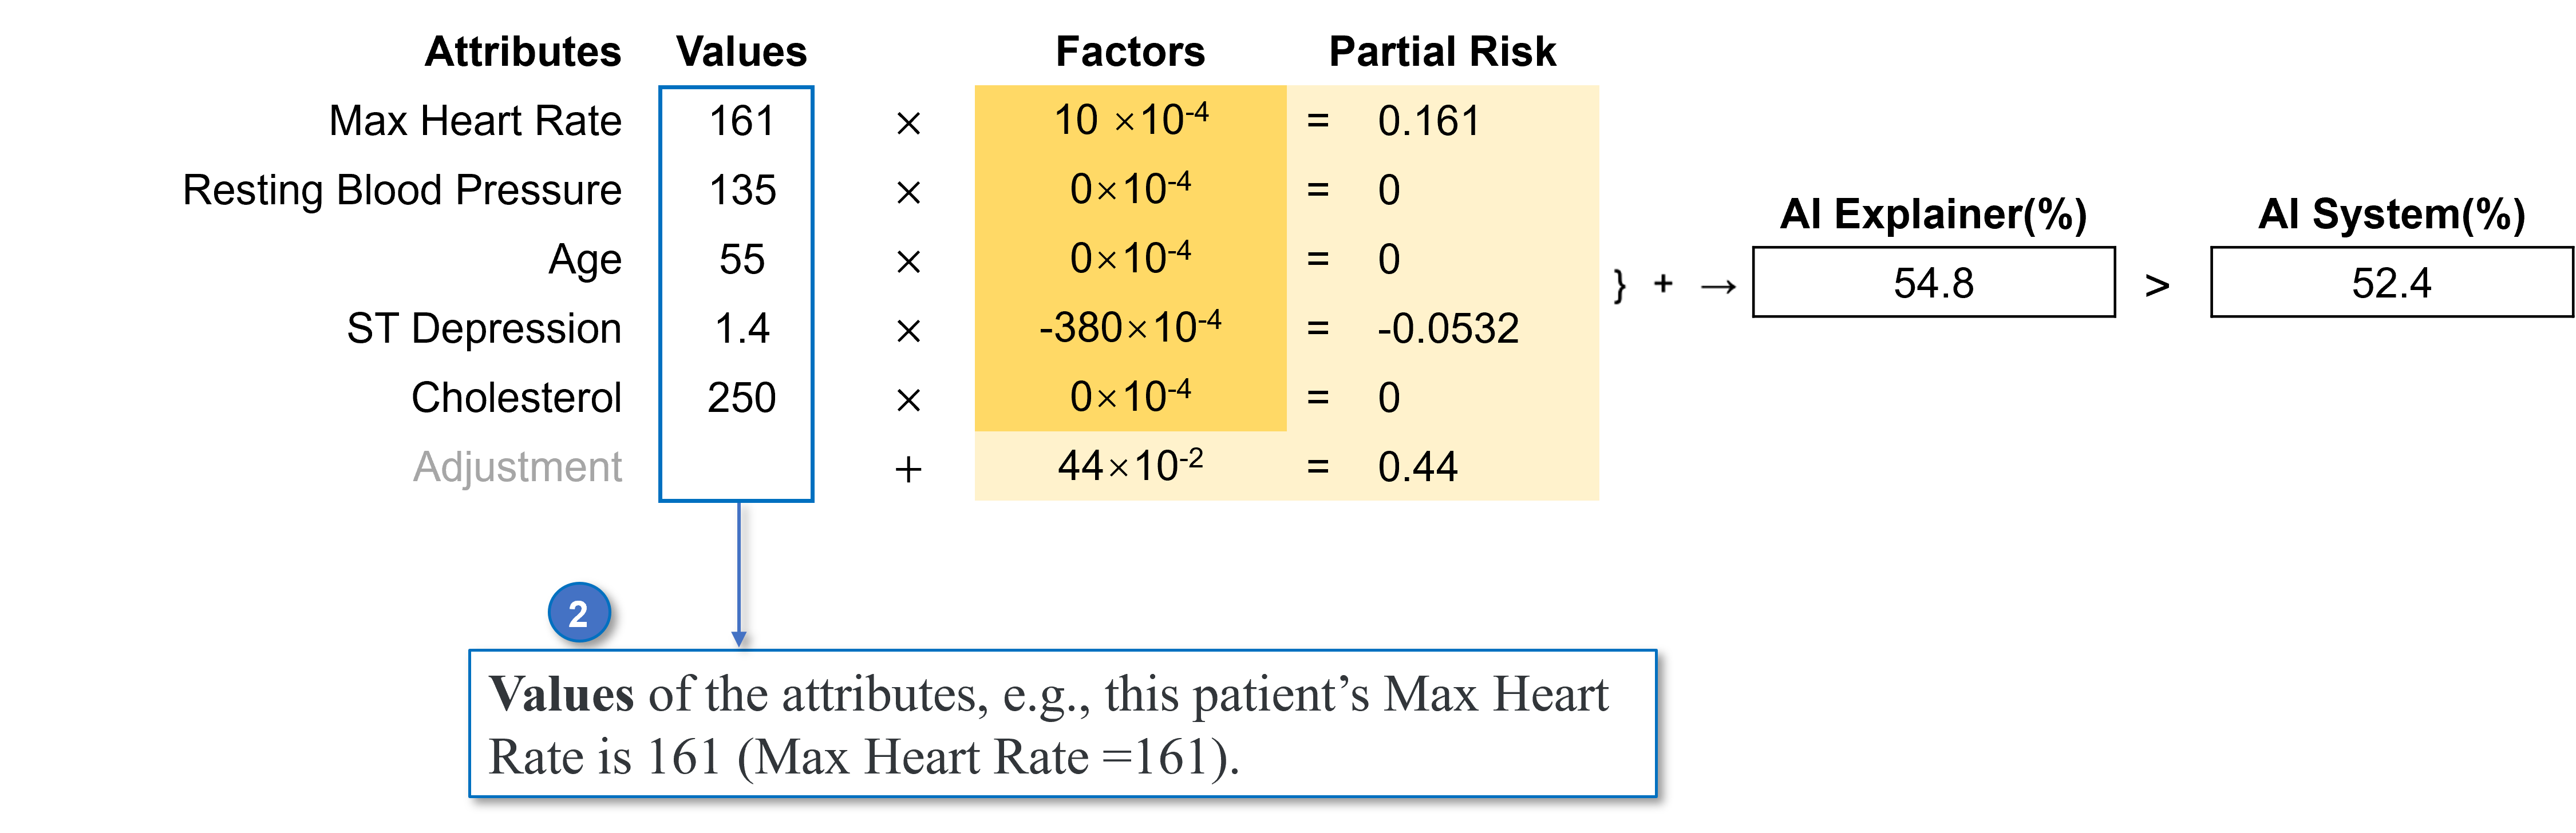 Attributes Values Factors Partial Risk
Max Heart Rate 161 × 10 ×10-4 = 0.161
Resting Blood Pressure 135 × 0×10-4 = 0
Age 55 × 0×10-4 = 0
ST Depression 1.4 × -380×10-4 = -0.0532
Cholesterol 250 × 0×10-4 = 0
Adjustment + 44×10-2 = 0.44
} + →
AI Explainer(%) AI System(%)
54.8 > 52.4
2
Values of the attributes, e.g., this patient’s Max Heart
Rate is 161 (Max Heart Rate =161).